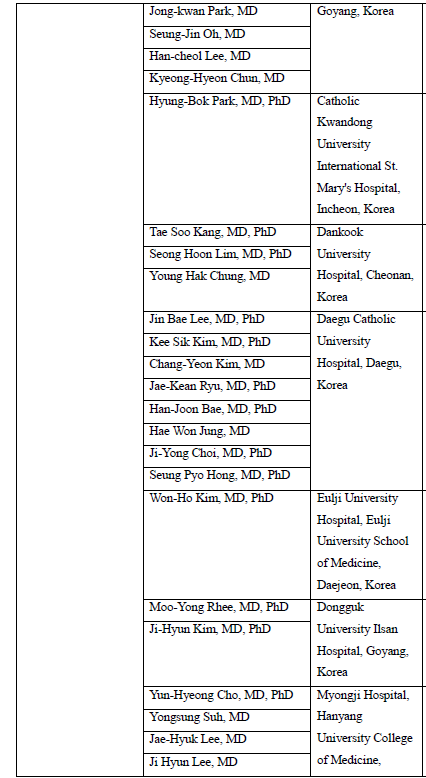 Jong-kwan Park, MD
Goyang, Korea
Seung-Jin Oh, MD
Han-cheol Lee, MD
Kyeong-Hyeon Chun, MD
Hyung-Bok Park, MD, PhD
Catholic
Kwandong
University
International St.
Mary's Hospital,
Incheon, Korea
Tae Soo Kang, MD, PhD
Seong Hoon Lim, MD, PhD
Young Hak Chung, MD
Dankook
University
Hospital, Cheonan,
Korea
Jin Bae Lee, MD, PhD
Kee Sik Kim, MD, PhD
Chang-Yeon Kim, MD
Jae-Kean Ryu, MD, PhD
Han-Joon Bae, MD, PhD
Hae Won Jung, MD
Ji-Yong Choi, MD, PhD
Seung Pyo Hong, MD, PhD
Daegu Catholic
University
Hospital, Daegu,
Korea
Won-Ho Kim, MD, PhD
Eulji University
Hospital, Eulji
University School
of Medicine,
Daejeon, Korea
Moo-Yong Rhee, MD, PhD
Ji-Hyun Kim, MD, PhD
Dongguk
University Ilsan
Hospital, Goyang,
Korea
Yun-Hyeong Cho, MD, PhD
Yongsung Suh, MD
Jae-Hyuk Lee, MD
Ji Hyun Lee, MD
Myongji Hospital,
Hanyang
University College
of Medicine,